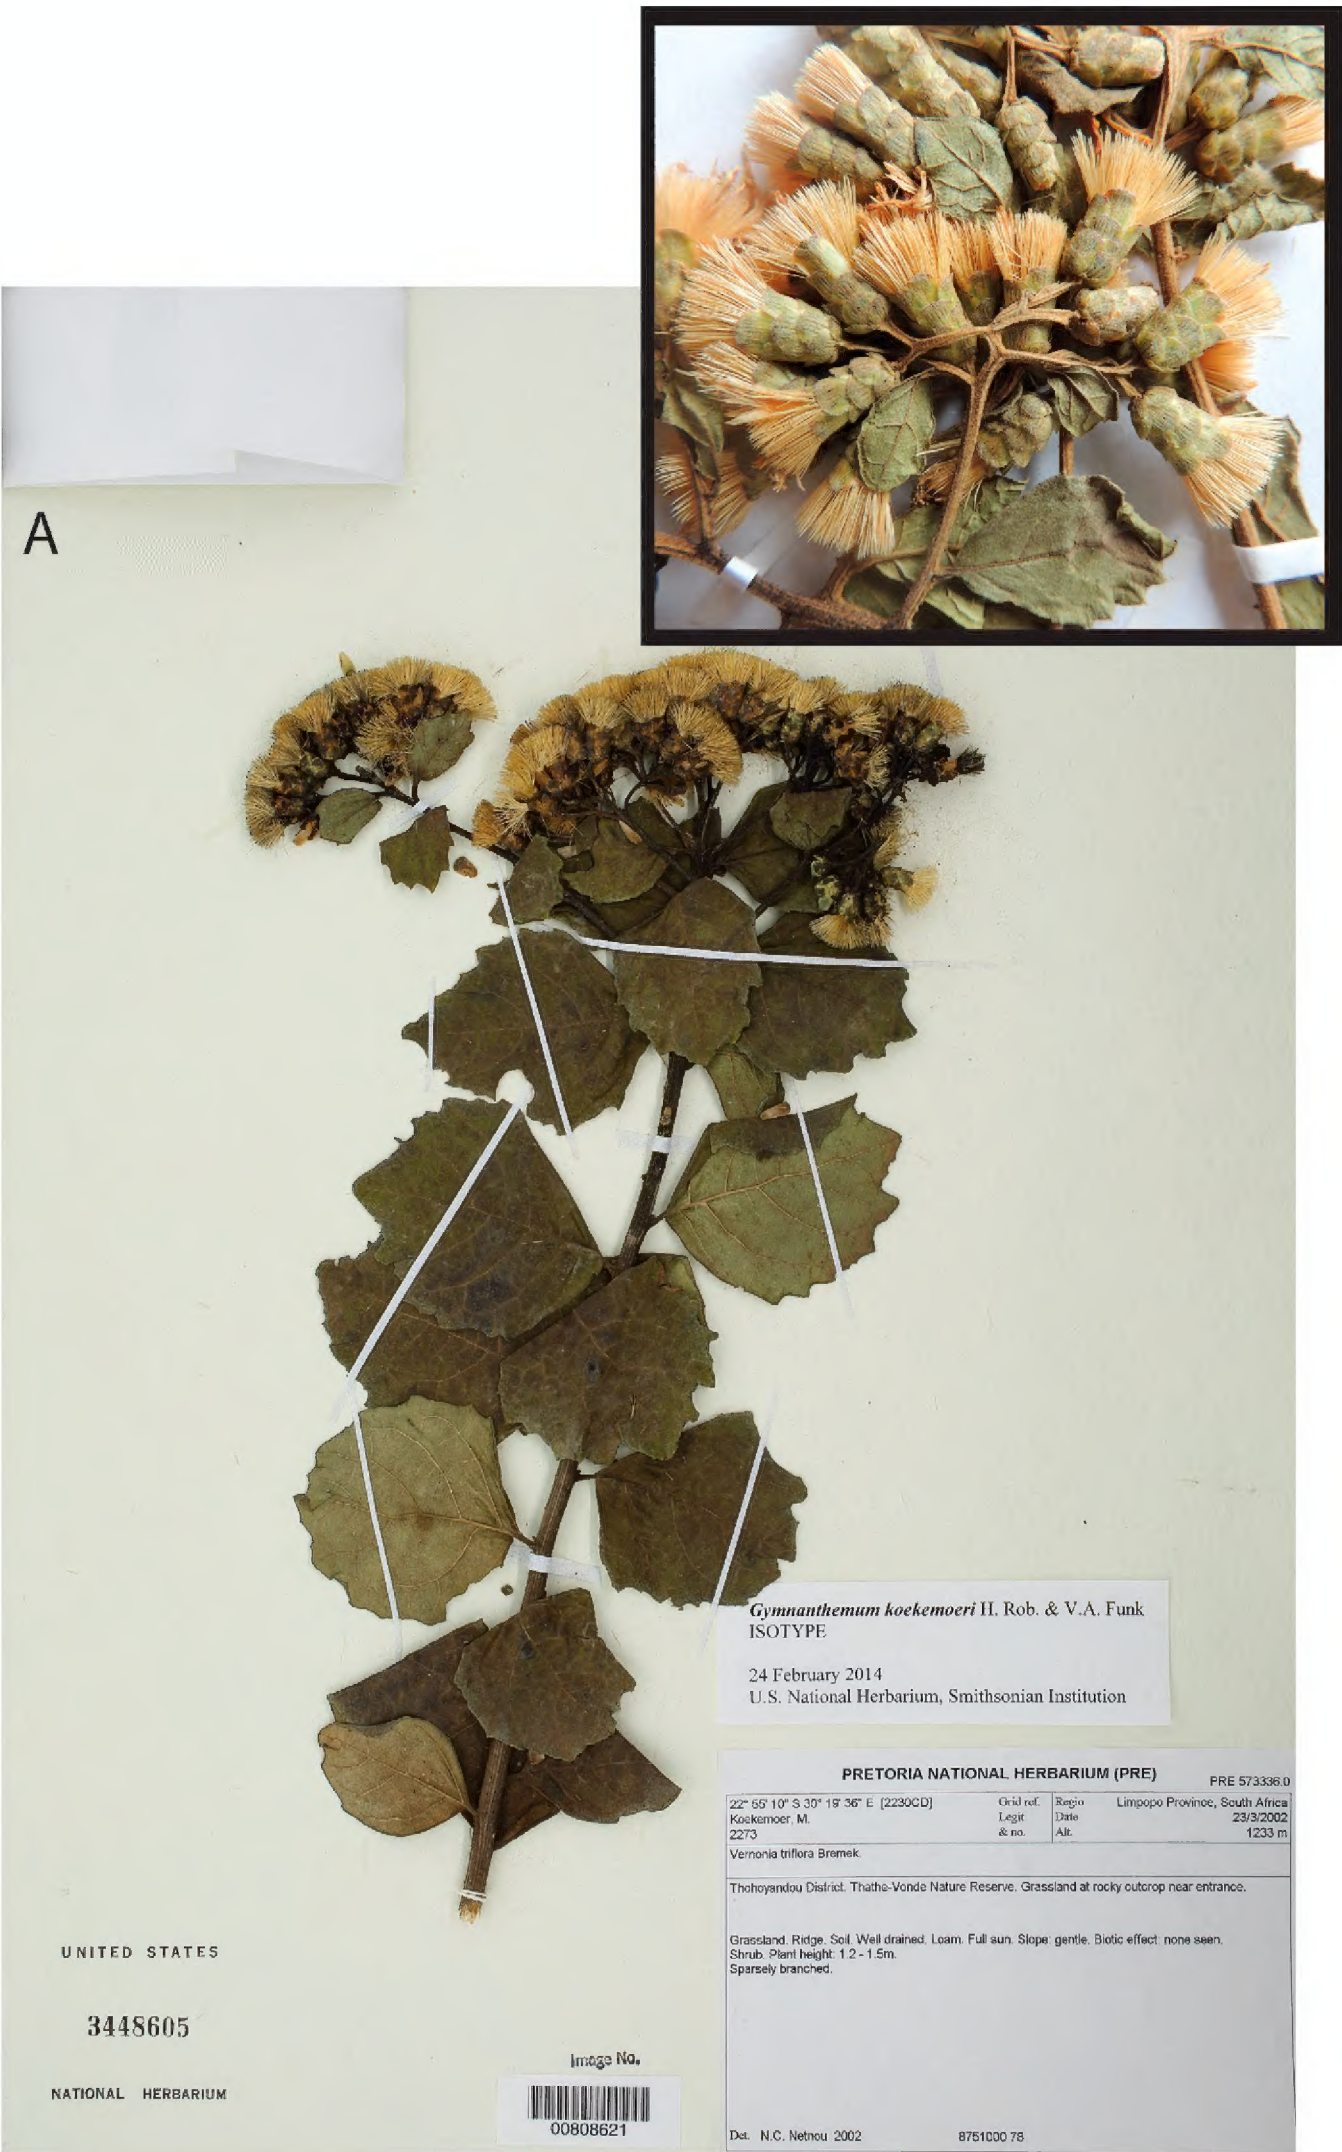 A
Gymnanthemum koekemoeri H. Rob. & V.A. Funk
ISOTYPE
24 February 2014
U.S. National Herbarium, Smithsonian Institution
PRETORIA NATIONAL HERBARIUM (PRE)
PRE 573336.0
22° 55' 10" S 30° 19' 36" E [2230CD] Grid ref. Regio Limpopo Province, South Africa
Koekemoer, M. Legit Date 23/3/2002
2273 & no. Alt. 1233 m
Vernonia triflora Bremek.
Thohoyandou District. Thathe-Vonde Nature Reserve. Grassland at rocky outcrop near entrance.
Grassland. Ridge. Soil. Well drained. Loam. Full sun. Slope: gentle. Biotic effect: none seen.
Shrub. Plant height: 1.2 - 1.5m.
Sparsely branched.
Det. N.C. Netnou 2002 8751000 78
UNITED STATES
3448605
NATIONAL HERBARIUM
Image No.
00808621